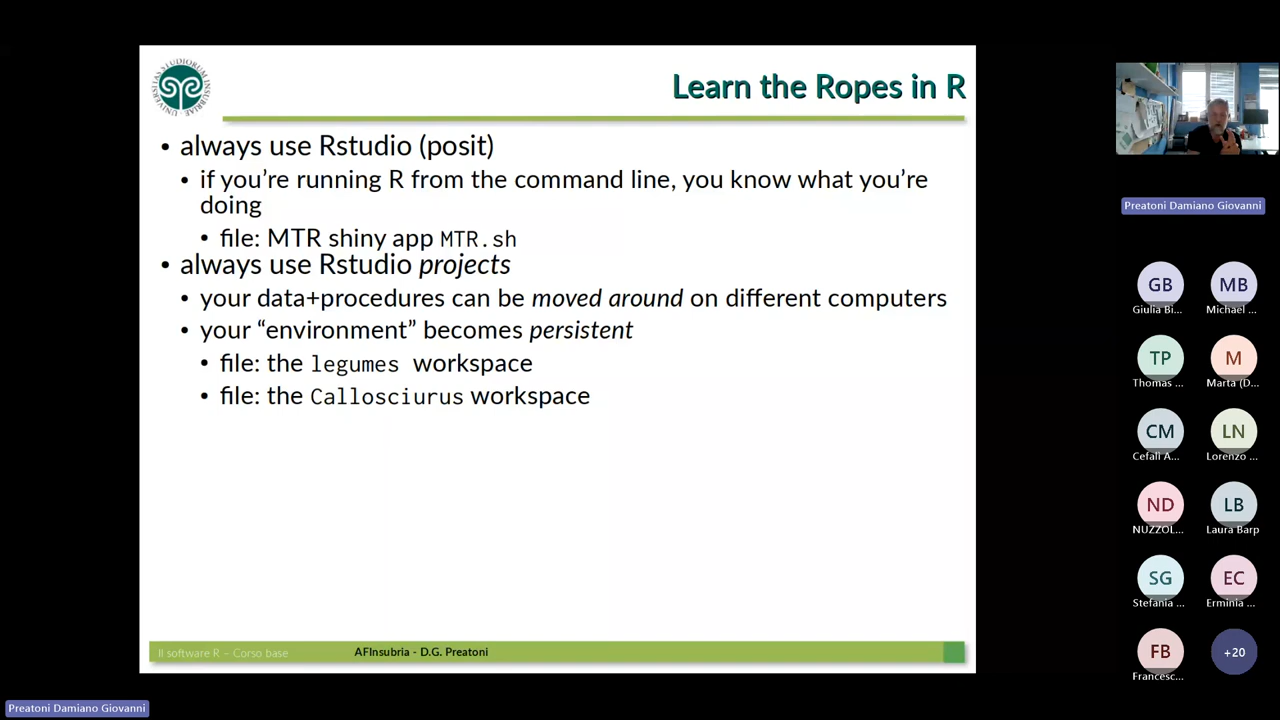 UNIVERSITAS STUDIORUM INSUBRIAE
Learn the Ropes in R
• always use Rstudio (posit)
• if you’re running R from the command line, you know what you’re
doing
• file: MTR shiny app MTR.sh
• always use Rstudio projects
• your data+procedures can be moved around on different computers
• your “environment” becomes persistent
• file: the legumes workspace
• file: the Callosciurus workspace
Il software R – Corso base
AFInsubria - D.G. Preatoni
Preatoni Damiano Giovanni
GB
MB
Giulia Bi...
Michael ...
TP
M
Thomas ...
Marta (D...
CM
LN
Cefalì A...
Lorenzo ...
ND
LB
NUZZOL...
Laura Barp
SG
EC
Stefania ...
Erminia ...
FB
+20
Francesc...
Preatoni Damiano Giovanni